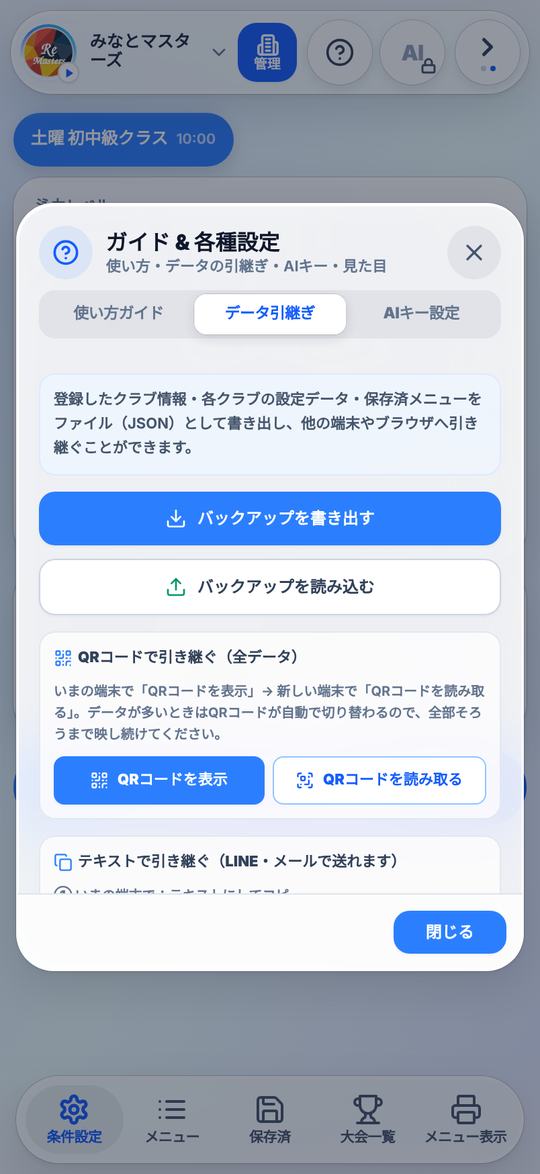 Re
Masters
みなとマスターズ
管理
AI
土曜 初中級クラス 10:00
ガイド & 各種設定
使い方・データの引継ぎ・AIキー・見た目
使い方ガイド
データ引継ぎ
AIキー設定
登録したクラブ情報・各クラブの設定データ・保存済メニューを
ファイル（JSON）として書き出し、他の端末やブラウザへ引き
継ぐことができます。
バックアップを書き出す
バックアップを読み込む
QRコードで引き継ぐ（全データ）
いまの端末で「QRコードを表示」→ 新しい端末で「QRコードを読み取
る」。データが多いときはQRコードが自動で切り替わるので、全部そろ
うまで映し続けてください。
QRコードを表示
QRコードを読み取る
テキストで引き継ぐ（LINE・メールで送れます）
閉じる
条件設定
メニュー
保存済
大会一覧
メニュー表示